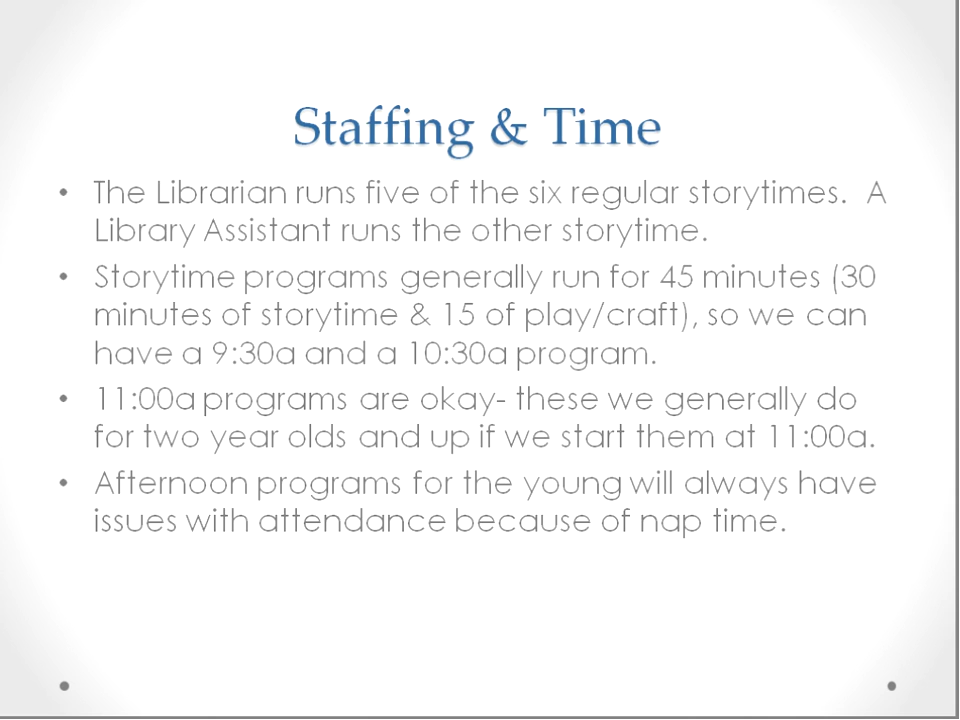 Staffing & Time
• The Librarian runs five of the six regular storytimes.  A
Library Assistant runs the other storytime.
• Storytime programs generally run for 45 minutes (30
minutes of storytime & 15 of play/craft), so we can
have a 9:30a and a 10:30a program.
• 11:00a programs are okay- these we generally do
for two year olds and up if we start them at 11:00a.
• Afternoon programs for the young will always have
issues with attendance because of nap time.